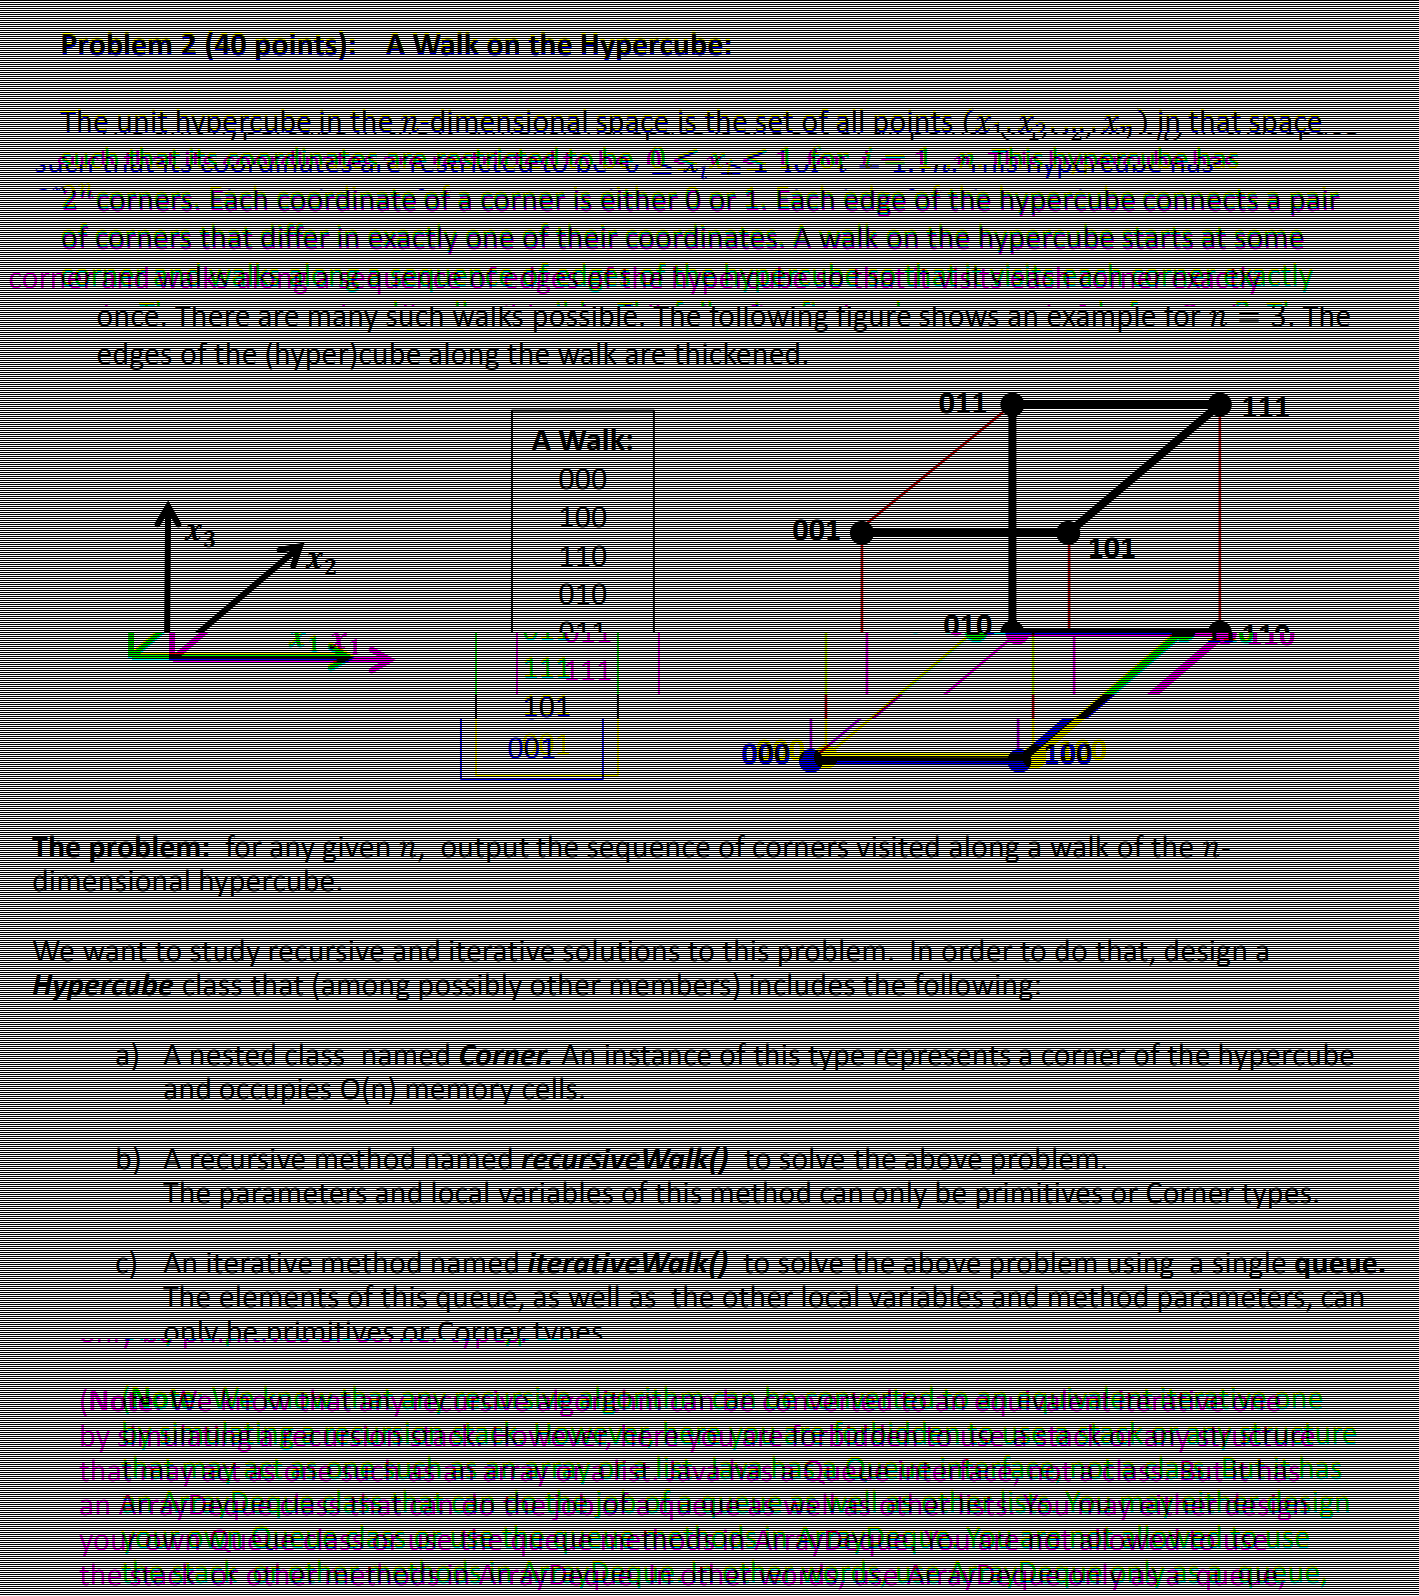 Problem 2 (40 points): A Walk on the Hypercube:
The unit hypercube in the n-dimensional space is the set of all points (x₁, x₂, ..., xₙ) in that space
such that its coordinates are restricted to be 0 ≤ xᵢ ≤ 1 for i = 1..n. This hypercube has
2ⁿ corners. Each coordinate of a corner is either 0 or 1. Each edge of the hypercube connects a pair
of corners that differ in exactly one of their coordinates. A walk on the hypercube starts at some
corner and walks along a sequence of edges of the hypercube so that it visits each corner exactly
once. There are many such walks possible. The following figure shows an example for n = 3. The
edges of the (hyper)cube along the walk are thickened.
x₃
x₂
x₁
A Walk:
000
100
110
010
011
111
101
001
011
111
001
101
010
110
000
100
The problem: for any given n, output the sequence of corners visited along a walk of the n-
dimensional hypercube.
We want to study recursive and iterative solutions to this problem. In order to do that, design a
Hypercube class that (among possibly other members) includes the following:
a) A nested class named Corner. An instance of this type represents a corner of the hypercube
and occupies O(n) memory cells.
b) A recursive method named recursiveWalk() to solve the above problem.
The parameters and local variables of this method can only be primitives or Corner types.
c) An iterative method named iterativeWalk() to solve the above problem using a single queue.
The elements of this queue, as well as the other local variables and method parameters, can
only be primitives or Corner types.
(Note: We know that any recursive algorithm can be converted to an equivalent iterative one
by simulating a recursion stack. However, here you are forbidden to use a stack or any structure
that may act as one such as an array or a list. Java has a Queue interface, not a class. But it has
an ArrayDeque class that can do the job of a queue as well as other lists. You may either design
your own Queue class or use the queue methods in ArrayDeque. You are not allowed to use
the stack or other methods in ArrayDeque. In other words, use ArrayDeque only as a queue,